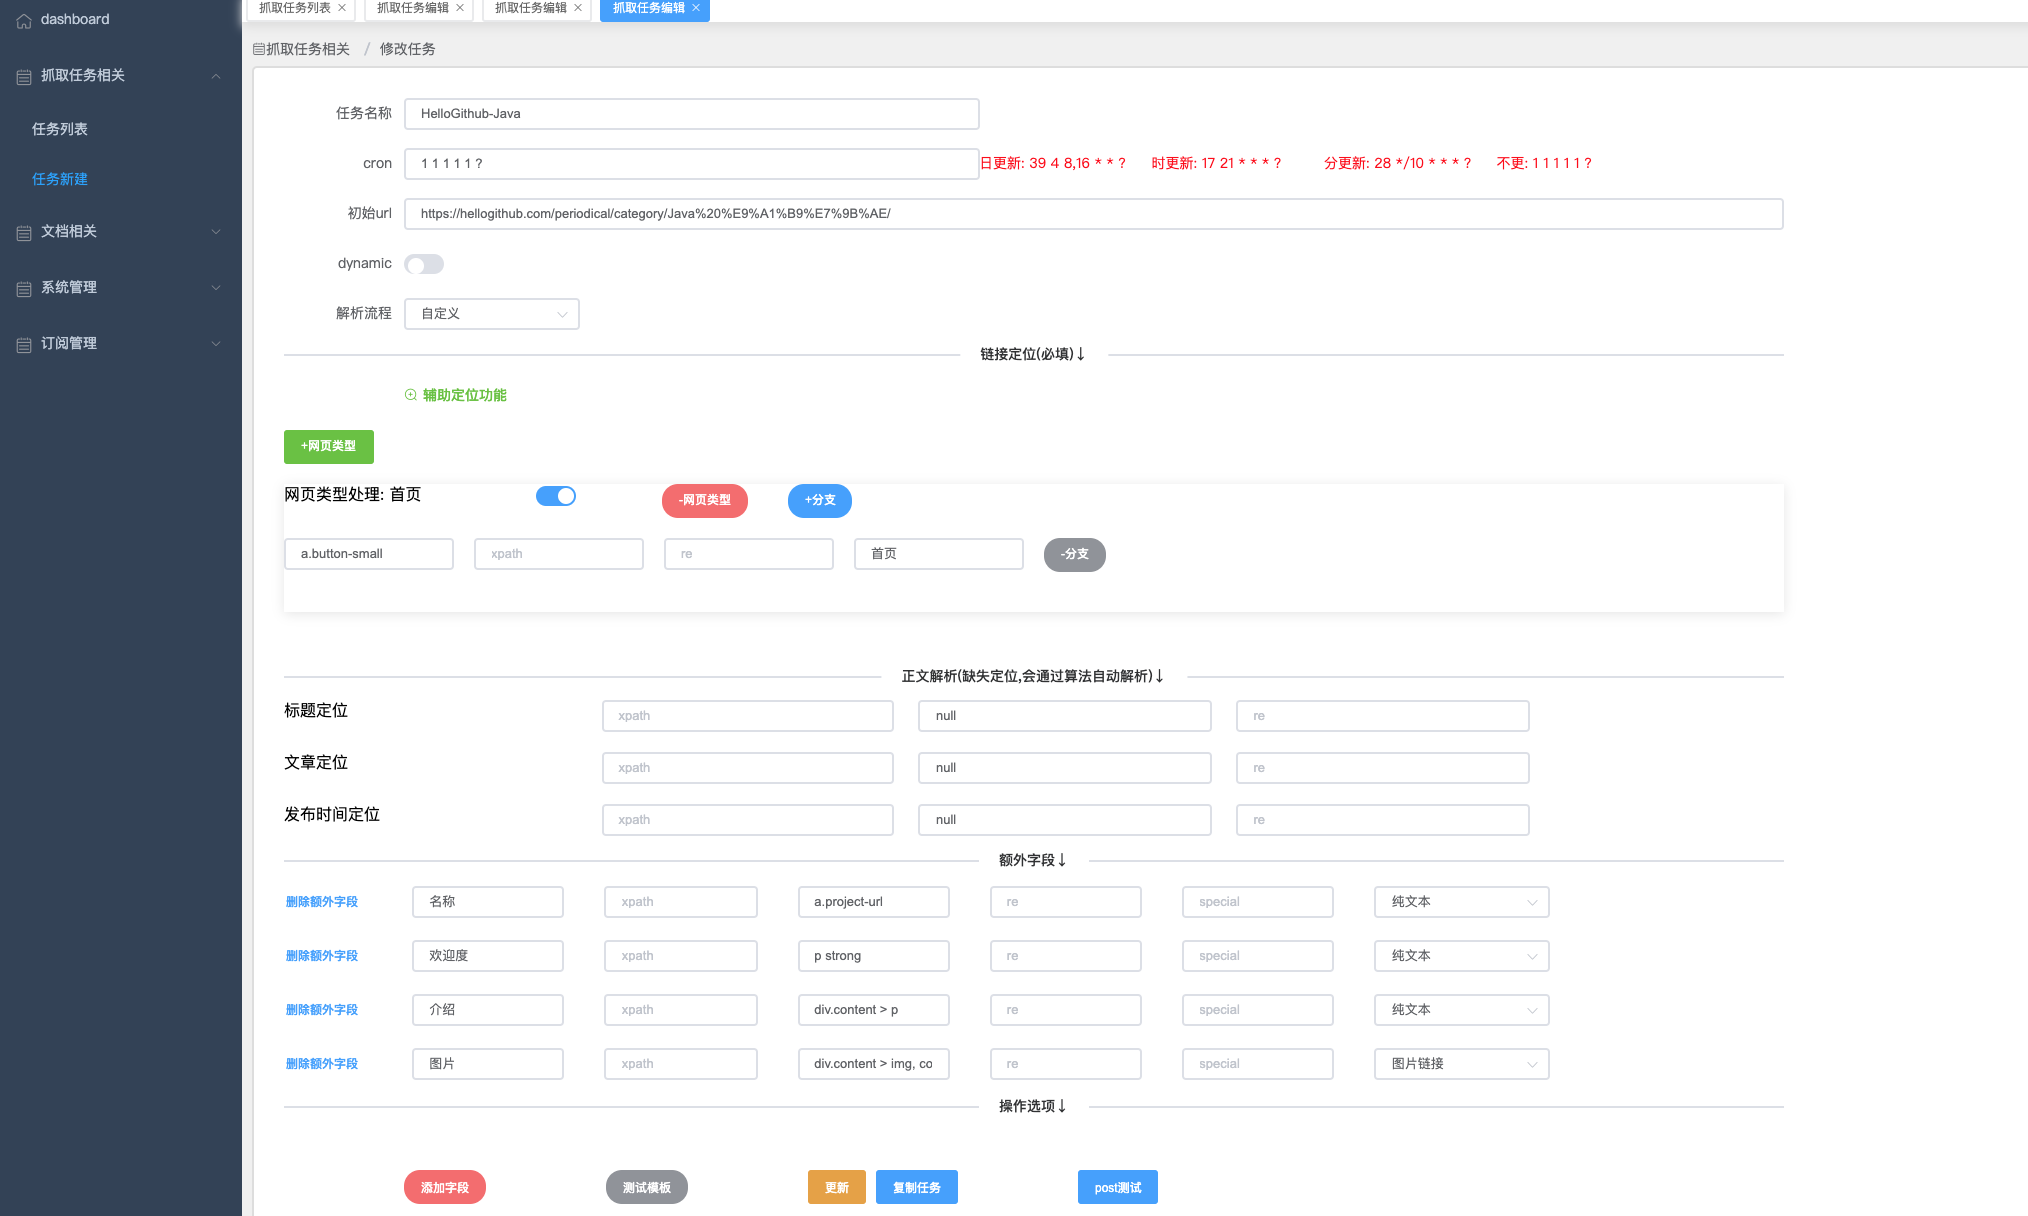 dashboard
抓取任务相关
任务列表
任务新建
文档相关
系统管理
订阅管理
抓取任务列表 × 抓取任务编辑 × 抓取任务编辑 × 抓取任务编辑 ×
抓取任务相关 / 修改任务
任务名称 HelloGithub-Java
cron 1 1 1 1 1 ? 日更新: 39 4 8,16 * * ? 时更新: 17 21 * * * ? 分更新: 28 */10 * * * ? 不更: 1 1 1 1 1 ?
初始url https://hellogithub.com/periodical/category/Java%20%E9%A1%B9%E7%9B%AE/
dynamic
解析流程 自定义
链接定位(必填)↓
辅助定位功能
+网页类型
网页类型处理: 首页 -网页类型 +分支
a.button-small xpath re 首页 -分支
正文解析(缺失定位,会通过算法自动解析)↓
标题定位 xpath null re
文章定位 xpath null re
发布时间定位 xpath null re
额外字段↓
删除额外字段 名称 xpath a.project-url re special 纯文本
删除额外字段 欢迎度 xpath p strong re special 纯文本
删除额外字段 介绍 xpath div.content > p re special 纯文本
删除额外字段 图片 xpath div.content > img, co re special 图片链接
操作选项↓
添加字段 测试模板 更新 复制任务 post测试